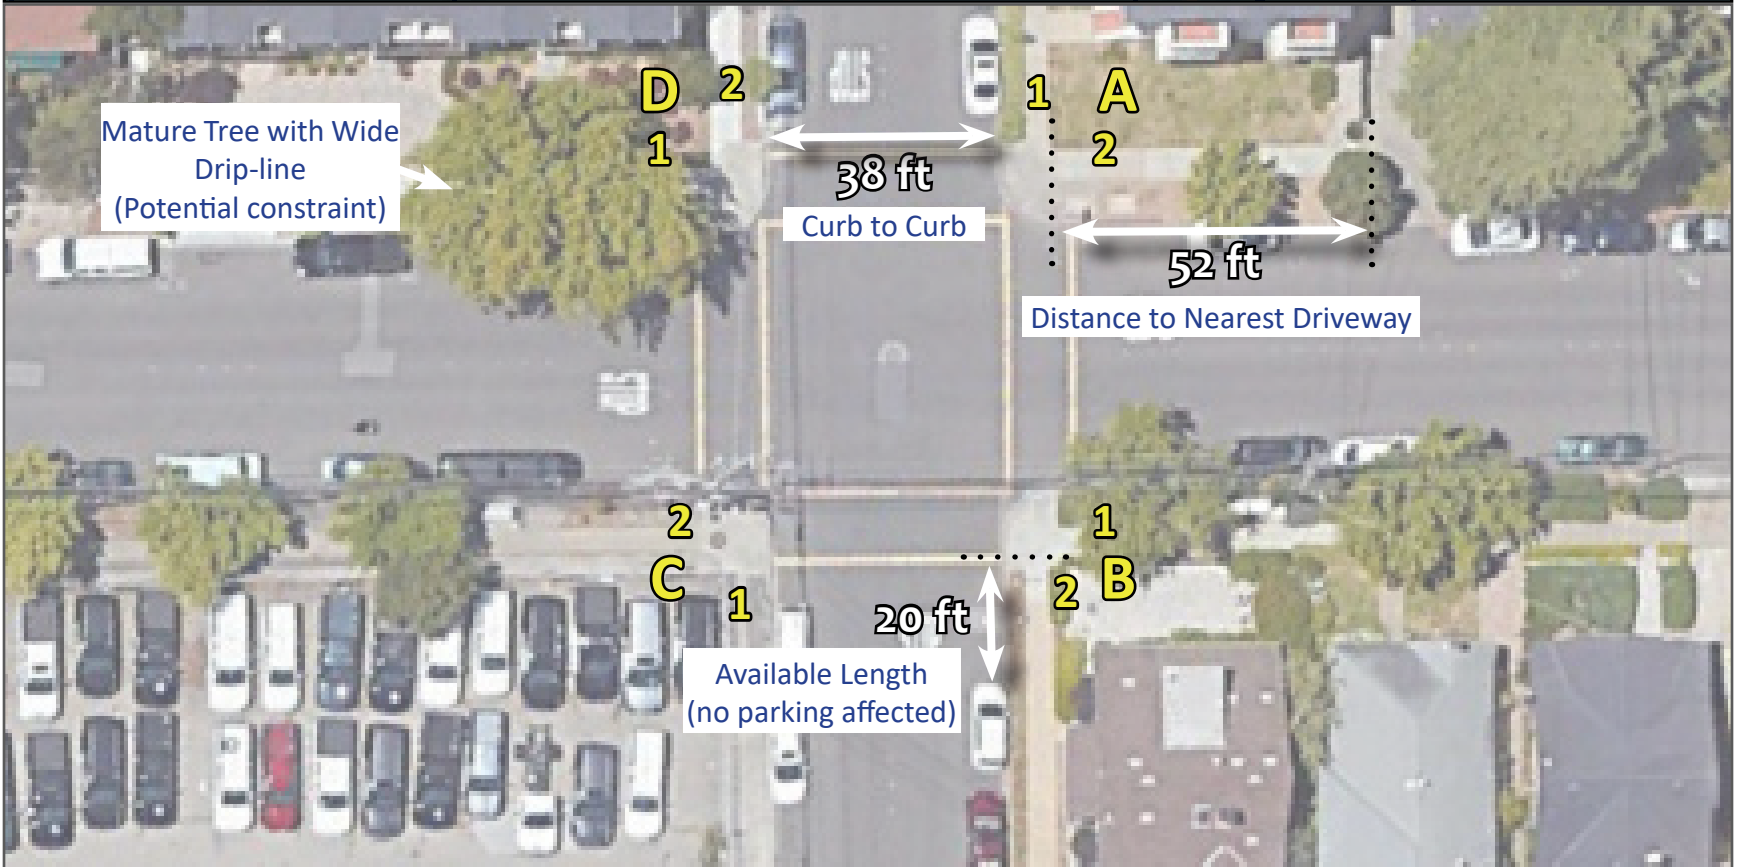 D 2
1 A
Mature Tree with Wide
Drip-line
(Potential constraint)
1
2
38 ft
Curb to Curb
52 ft
Distance to Nearest Driveway
2
1
C
1
2 B
20 ft
Available Length
(no parking affected)